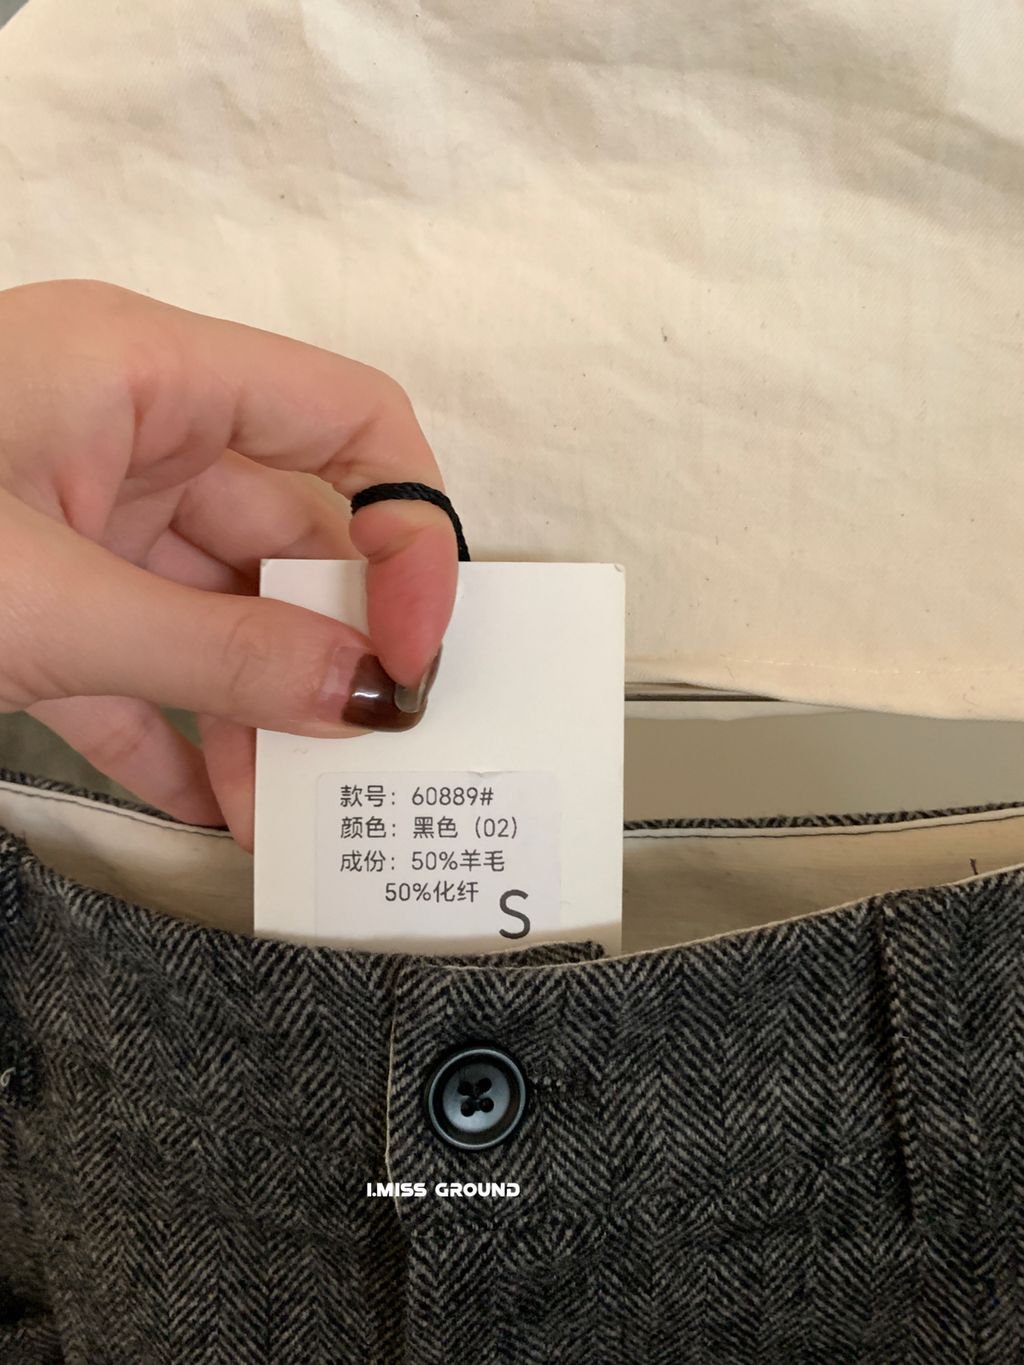 款号：60889#
颜色：黑色（02）
成份：50%羊毛
50%化纤
S
I.MISS GROUND